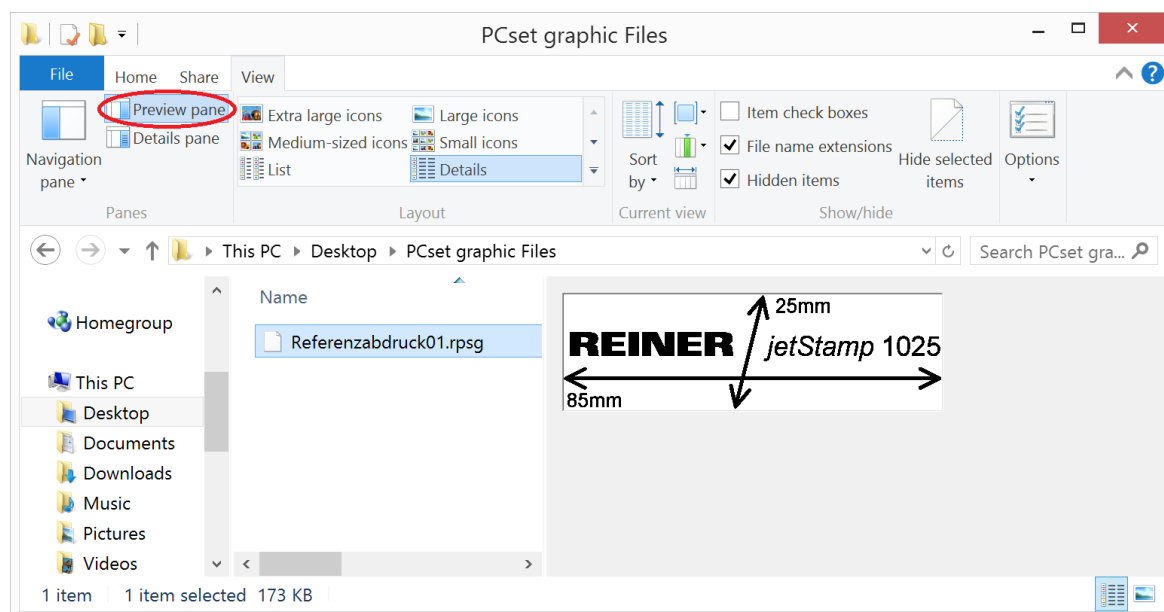 PCset graphic Files
File Home Share View
Preview pane
Details pane
Navigation
pane
Extra large icons Large icons
Medium-sized icons Small icons
List Details
Sort
by
Item check boxes
File name extensions
Hidden items
Hide selected
items
Options
Panes Layout Current view Show/hide
This PC Desktop PCset graphic Files
Search PCset gra...
Homegroup
This PC
Desktop
Documents
Downloads
Music
Pictures
Videos
Name
Referenzabdruck01.rpsg
25mm
REINER jetStamp 1025
85mm
1 item 1 item selected 173 KB